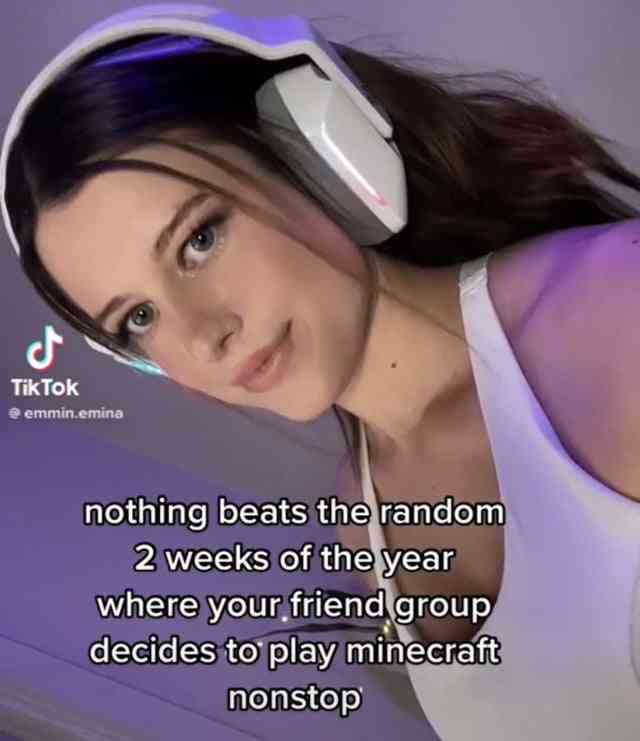 TikTok
@ emmin.emina
nothing beats the random
2 weeks of the year
where your friend group
decides to play minecraft
nonstop